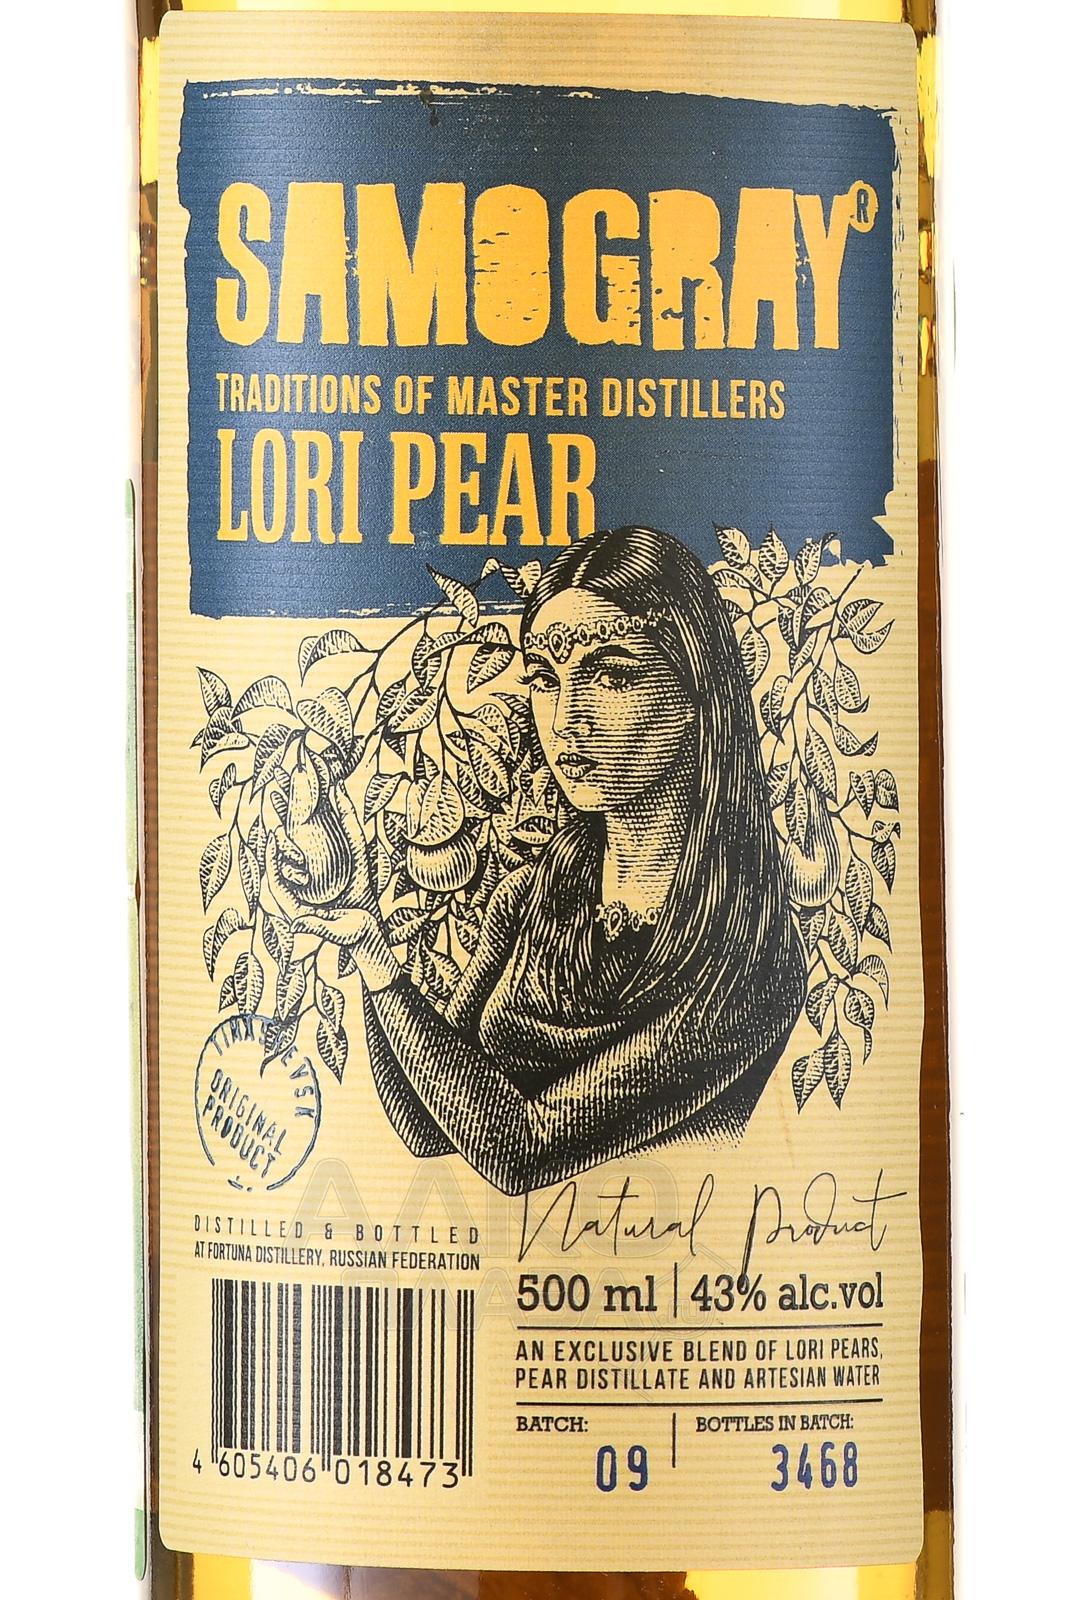 SAMOGRAY®
TRADITIONS OF MASTER DISTILLERS
LORI PEAR
TIMASHEVSK
ORIGINAL
PRODUCT
DISTILLED & BOTTLED
AT FORTUNA DISTILLERY, RUSSIAN FEDERATION
4 605406 018473
Natural product
500 ml | 43% alc.vol
AN EXCLUSIVE BLEND OF LORI PEARS,
PEAR DISTILLATE AND ARTESIAN WATER
BATCH: | BOTTLES IN BATCH:
09 3468